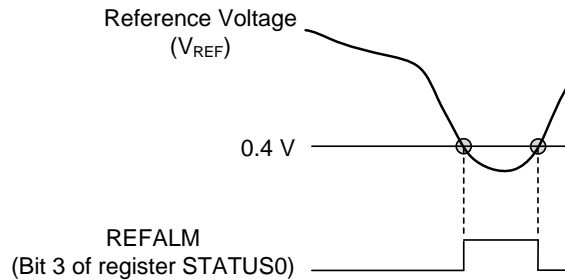 Reference Voltage
(VREF)
0.4 V
REFALM
(Bit 3 of register STATUS0)